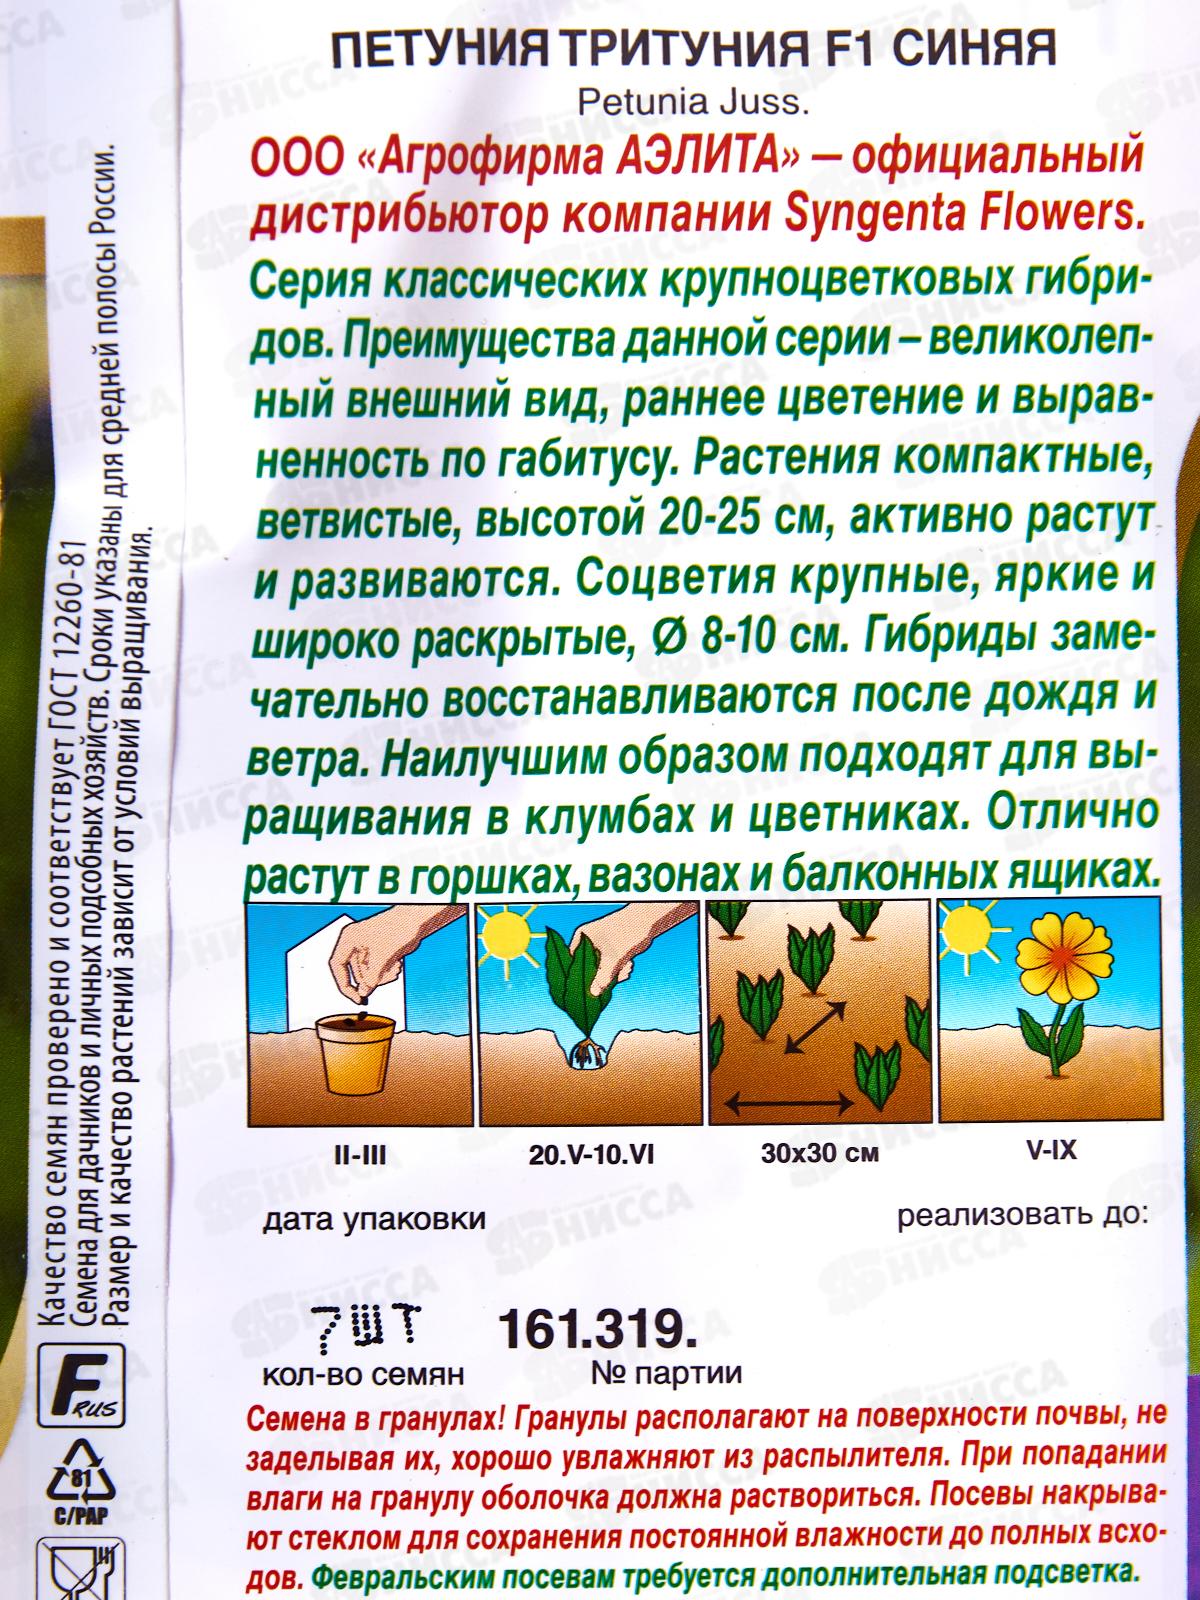 ПЕТУНИЯ ТРИТУНИЯ F1 СИНЯЯ
Petunia Juss.
ООО «Агрофирма АЭЛИТА» — официальный
дистрибьютор компании Syngenta Flowers.
Серия классических крупноцветковых гибри-
дов. Преимущества данной серии – великолеп-
ный внешний вид, раннее цветение и вырав-
ненность по габитусу. Растения компактные,
ветвистые, высотой 20-25 см, активно растут
и развиваются. Соцветия крупные, яркие и
широко раскрытые, Ø 8-10 см. Гибриды заме-
чательно восстанавливаются после дождя и
ветра. Наилучшим образом подходят для вы-
ращивания в клумбах и цветниках. Отлично
растут в горшках, вазонах и балконных ящиках.
II-III 20.V-10.VI 30х30 см V-IX
дата упаковки реализовать до:
7 ШТ 161.319.
кол-во семян № партии
Семена в гранулах! Гранулы располагают на поверхности почвы, не
заделывая их, хорошо увлажняют из распылителя. При попадании
влаги на гранулу оболочка должна раствориться. Посевы накрыва-
ют стеклом для сохранения постоянной влажности до полных всхо-
дов. Февральским посевам требуется дополнительная подсветка.
Качество семян проверено и соответствует ГОСТ 12260-81
Семена для дачников и личных подсобных хозяйств. Сроки указаны для средней полосы России.
Размер и качество растений зависит от условий выращивания.
F RUS
81
C/PAP
НИССА